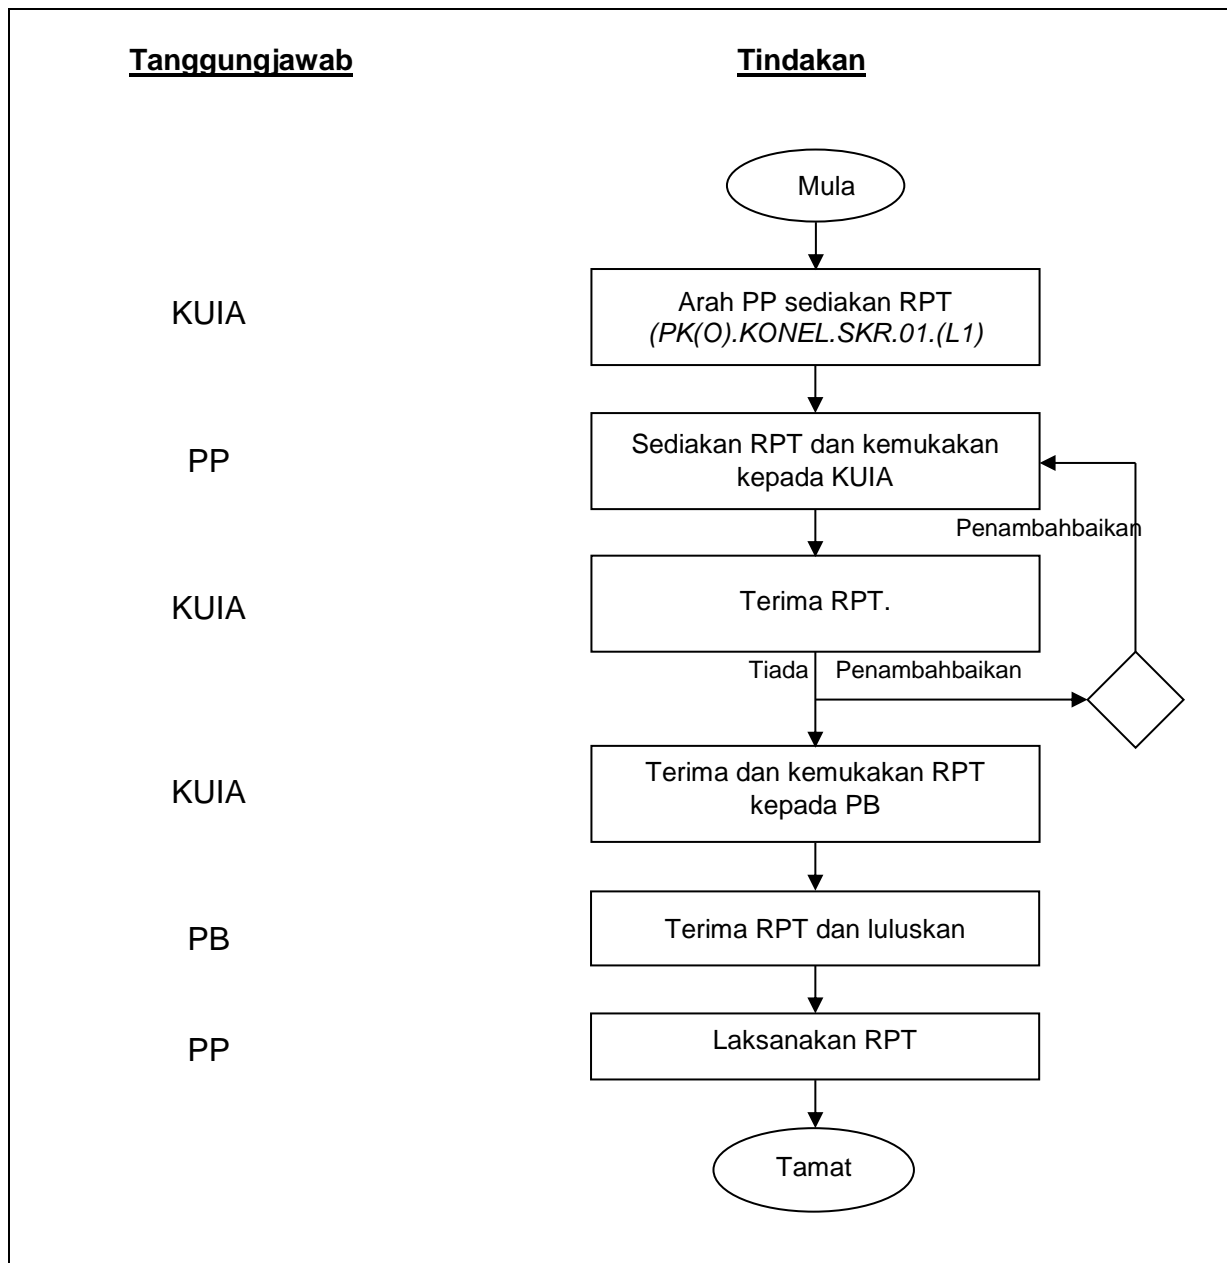 Tanggungjawab Tindakan
Mula
KUIA
Arah PP sediakan RPT
(PK(O).KONEL.SKR.01.(L1)
PP
Sediakan RPT dan kemukakan
kepada KUIA
Penambahbaikan
KUIA
Terima RPT.
Tiada Penambahbaikan
KUIA
Terima dan kemukakan RPT
kepada PB
PB
Terima RPT dan luluskan
PP
Laksanakan RPT
Tamat